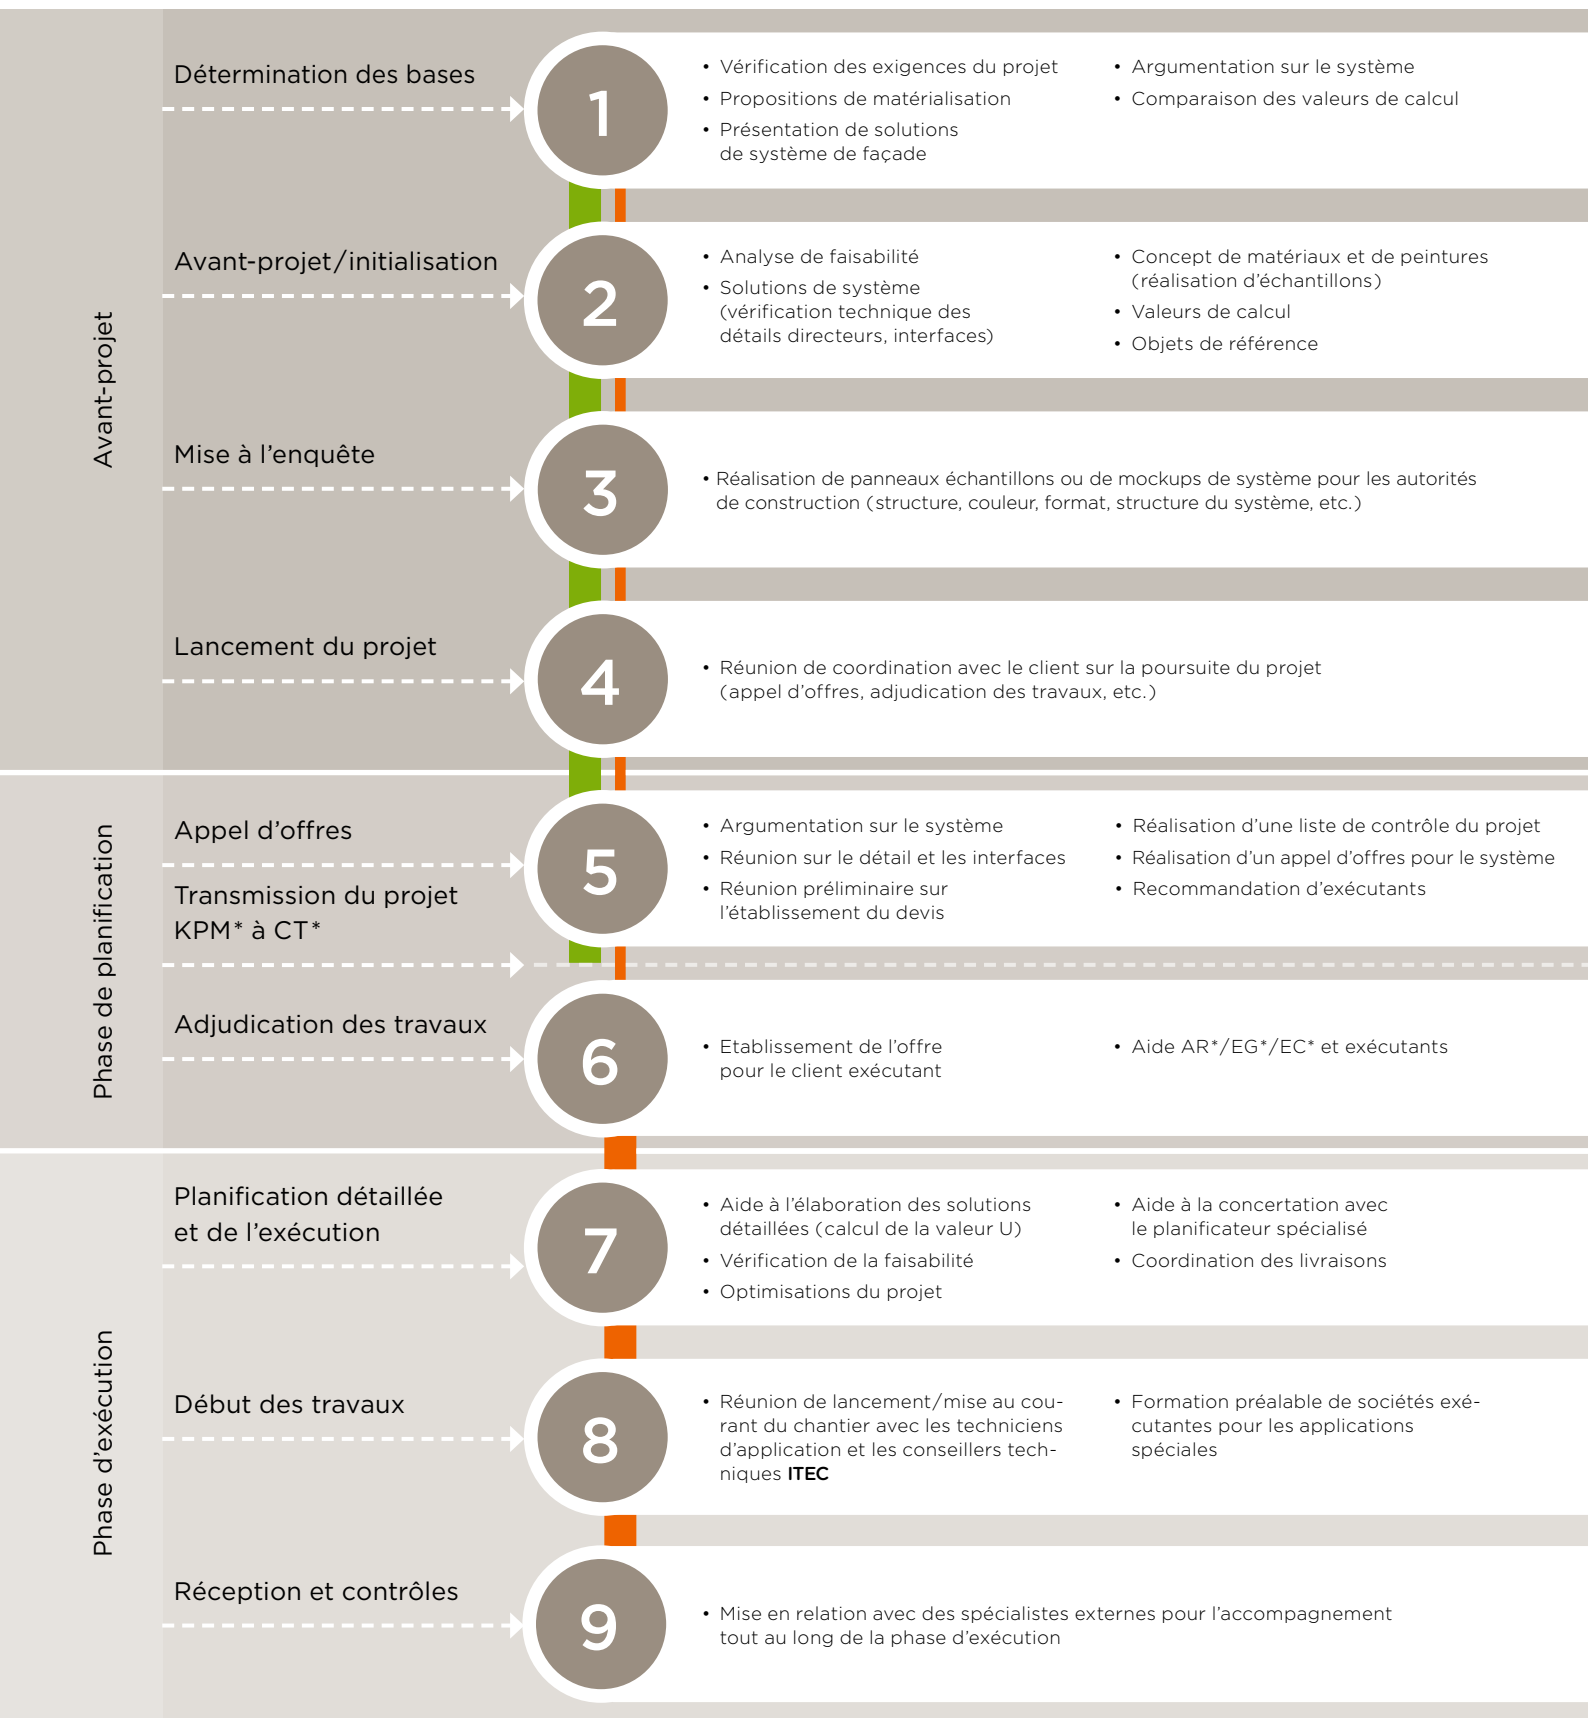 Avant-projet
Détermination des bases
1
• Vérification des exigences du projet
• Propositions de matérialisation
• Présentation de solutions
de système de façade
• Argumentation sur le système
• Comparaison des valeurs de calcul
Avant-projet/initialisation
2
• Analyse de faisabilité
• Solutions de système
(vérification technique des
détails directeurs, interfaces)
• Concept de matériaux et de peintures
(réalisation d’échantillons)
• Valeurs de calcul
• Objets de référence
Mise à l’enquête
3
• Réalisation de panneaux échantillons ou de mockups de système pour les autorités
de construction (structure, couleur, format, structure du système, etc.)
Lancement du projet
4
• Réunion de coordination avec le client sur la poursuite du projet
(appel d’offres, adjudication des travaux, etc.)
Phase de planification
Appel d’offres
Transmission du projet
KPM* à CT*
5
• Argumentation sur le système
• Réunion sur le détail et les interfaces
• Réunion préliminaire sur
l’établissement du devis
• Réalisation d’une liste de contrôle du projet
• Réalisation d’un appel d’offres pour le système
• Recommandation d’exécutants
Adjudication des travaux
6
• Etablissement de l’offre
pour le client exécutant
• Aide AR*/EG*/EC* et exécutants
Phase d’exécution
Planification détaillée
et de l’exécution
7
• Aide à l’élaboration des solutions
détaillées (calcul de la valeur U)
• Vérification de la faisabilité
• Optimisations du projet
• Aide à la concertation avec
le planificateur spécialisé
• Coordination des livraisons
Début des travaux
8
• Réunion de lancement/mise au cou-
rant du chantier avec les techniciens
d’application et les conseillers tech-
niques ITEC
• Formation préalable de sociétés exé-
cutantes pour les applications
spéciales
Réception et contrôles
9
• Mise en relation avec des spécialistes externes pour l’accompagnement
tout au long de la phase d’exécution